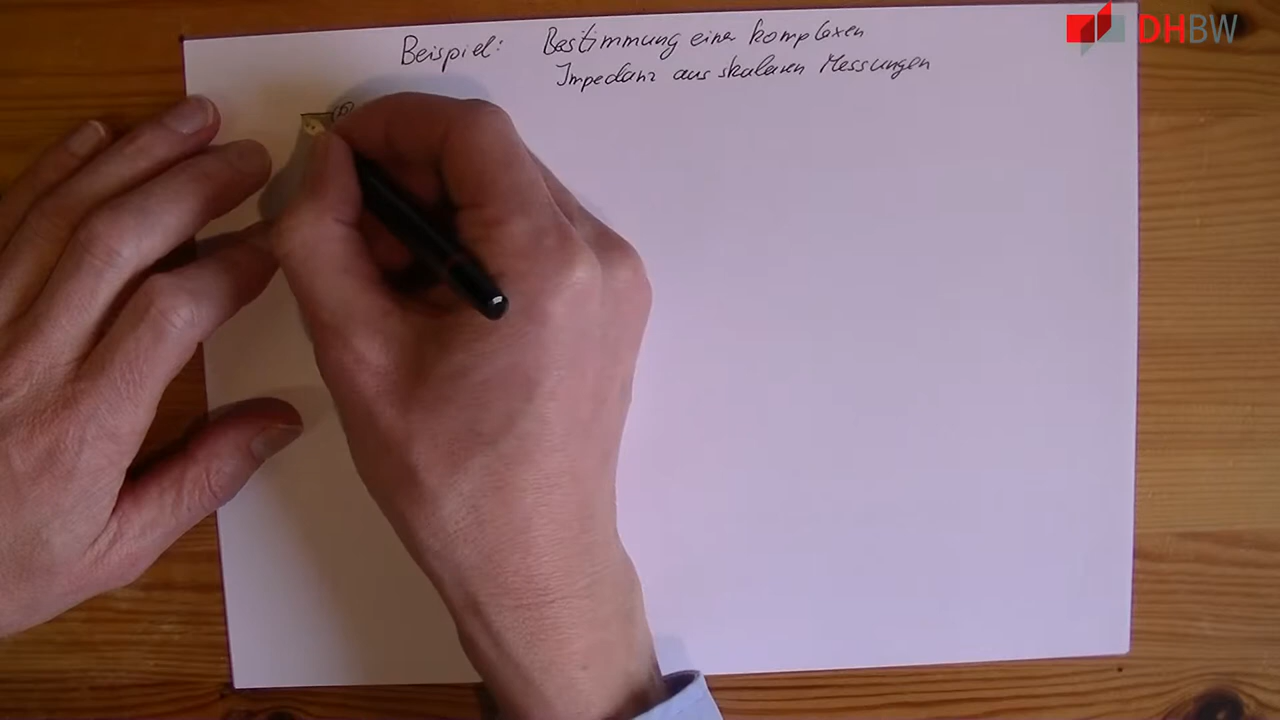 DHBW
Beispiel: Bestimmung einer komplexen
Impedanz aus skalaren Messungen